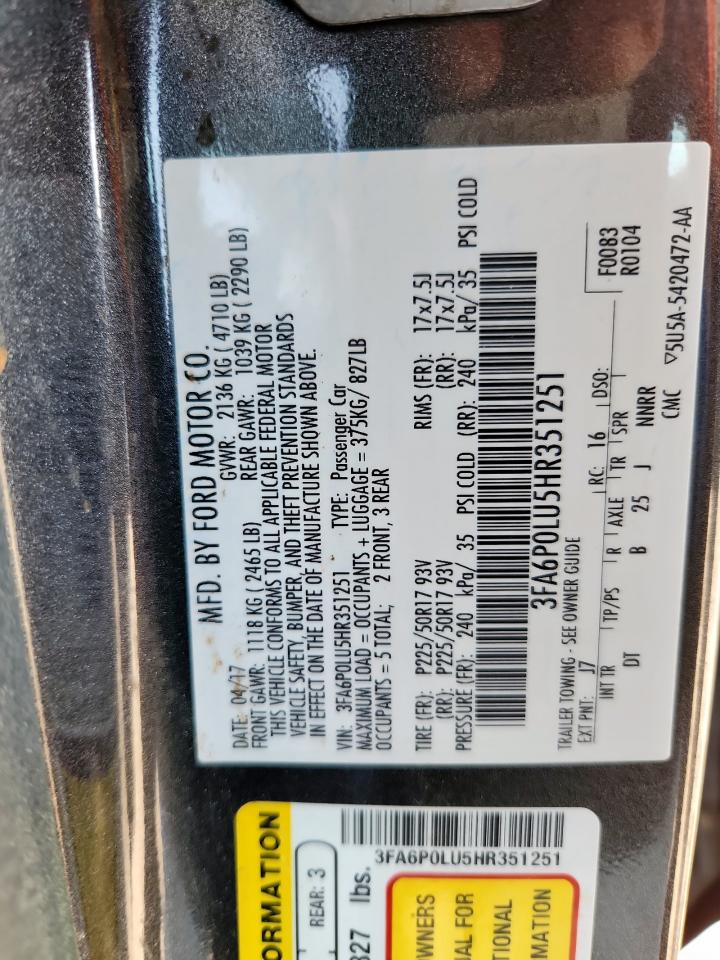 MFD. BY FORD MOTOR CO.
DATE: 04/17 GVWR: 2136 KG ( 4710 LB)
FRONT GAWR: 1118 KG ( 2465 LB) REAR GAWR: 1039 KG ( 2290 LB)
THIS VEHICLE CONFORMS TO ALL APPLICABLE FEDERAL MOTOR
VEHICLE SAFETY, BUMPER, AND THEFT PREVENTION STANDARDS
IN EFFECT ON THE DATE OF MANUFACTURE SHOWN ABOVE.
VIN: 3FA6P0LU5HR351251 TYPE: Passenger Car
MAXIMUM LOAD = OCCUPANTS + LUGGAGE = 375KG/ 827LB
OCCUPANTS = 5 TOTAL; 2 FRONT, 3 REAR
TIRE (FR): P225/50R17 93V RIMS (FR): 17x7.5J
(RR): P225/50R17 93V (RR): 17x7.5J
PRESSURE (FR): 240 kPa/ 35 PSI COLD (RR): 240 kPa/ 35 PSI COLD
3FA6P0LU5HR351251
TRAILER TOWING - SEE OWNER GUIDE
EXT PNT: J7 RC: 16 DSO: F0083
R0104
INT TR TP/PS R AXLE TR SPR
DT B 25 J NNRR
CMC ▽5U5A-5420472-AA
ORMATION
REAR: 3
827 lbs.
3FA6P0LU5HR351251
OWNERS
AL FOR
TIONAL
MATION